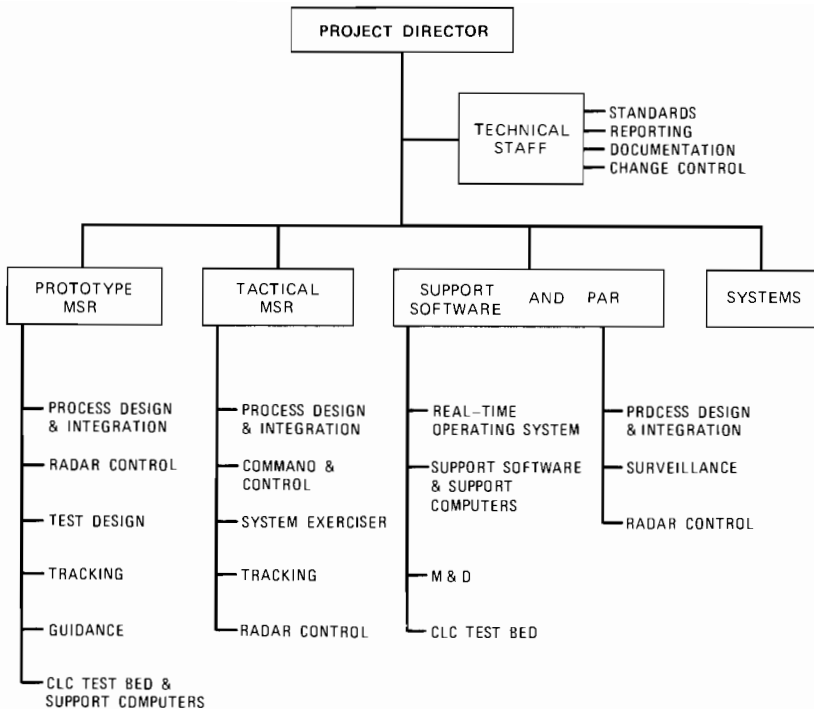 PROJECT DIRECTOR
TECHNICAL
STAFF
STANDARDS
REPORTING
DOCUMENTATION
CHANGE CONTROL
PROTOTYPE
MSR
TACTICAL
MSR
SUPPORT
SOFTWARE AND PAR
SYSTEMS
PROCESS DESIGN
& INTEGRATION
RADAR CONTROL
TEST DESIGN
TRACKING
GUIDANCE
CLC TEST BED &
SUPPORT COMPUTERS
PROCESS DESIGN
& INTEGRATION
COMMANO &
CONTROL
SYSTEM EXERCISER
TRACKING
RADAR CONTROL
REAL-TIME
OPERATING SYSTEM
SUPPORT SOFTWARE
& SUPPORT
COMPUTERS
M & D
CLC TEST BED
PRDCESS DESIGN
& INTEGRATION
SURVEILLANCE
RADAR CONTROL